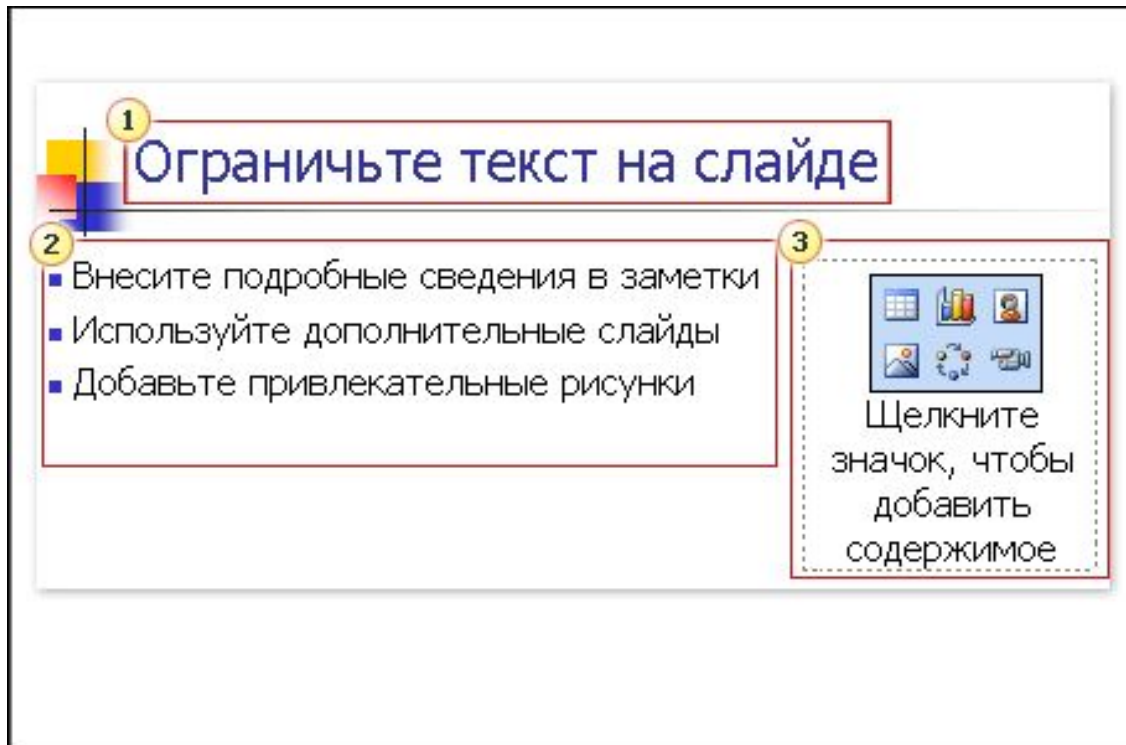 1
Ограничьте текст на слайде
2
Внесите подробные сведения в заметки
Используйте дополнительные слайды
Добавьте привлекательные рисунки
3
Щелкните
значок, чтобы
добавить
содержимое